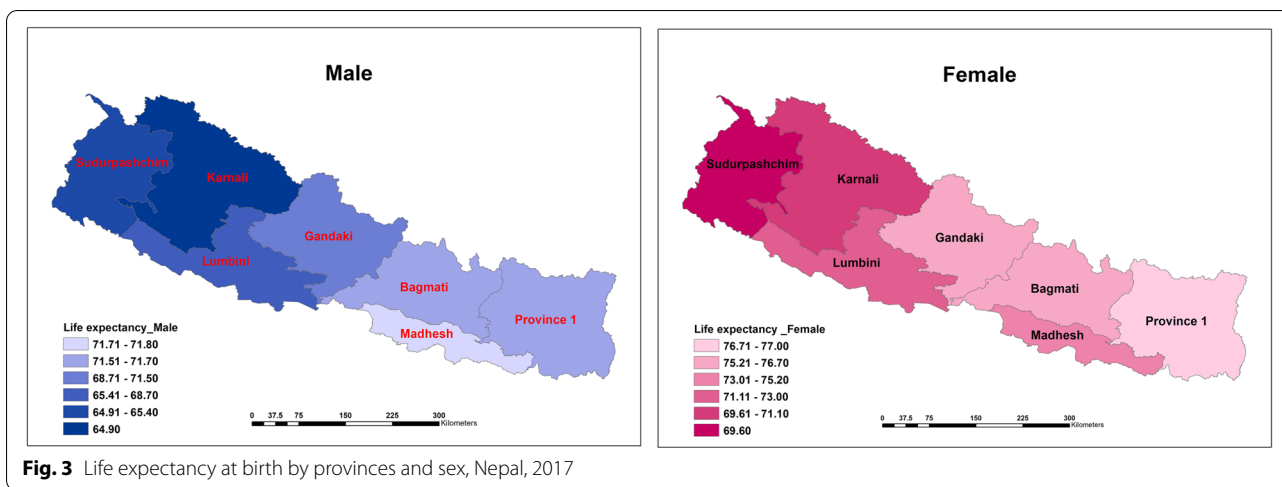 Male
Sudurpashchim
Karnali
Gandaki
Lumbini
Bagmati
Province 1
Madhesh
Life expectancy_Male
71.71 - 71.80
71.51 - 71.70
68.71 - 71.50
65.41 - 68.70
64.91 - 65.40
64.90
0 37.5 75 150 225 300
Kilometers
Female
Sudurpashchim
Karnali
Gandaki
Lumbini
Bagmati
Province 1
Madhesh
Life expectancy _Female
76.71 - 77.00
75.21 - 76.70
73.01 - 75.20
71.11 - 73.00
69.61 - 71.10
69.60
0 37.5 75 150 225 300
Kilometers
Fig. 3 Life expectancy at birth by provinces and sex, Nepal, 2017